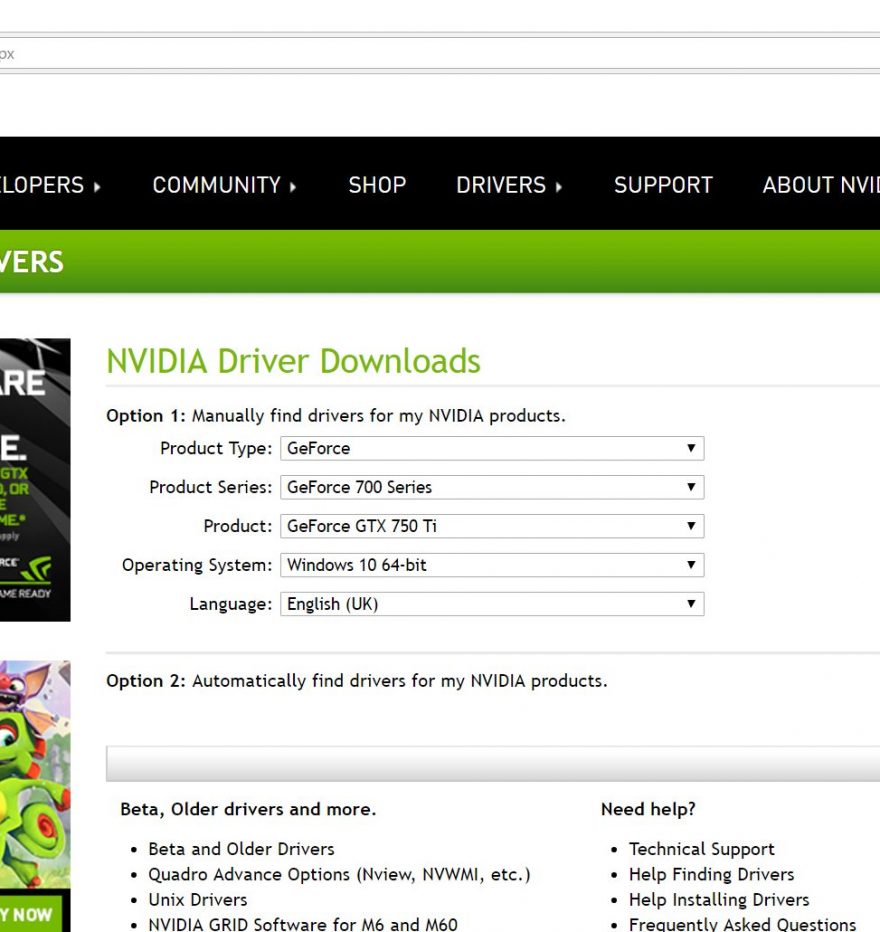 px
ELOPERS
COMMUNITY
SHOP
DRIVERS
SUPPORT
ABOUT NVID
VERS
ARE
E.
GTX
, OR
E
ME.*
pply
RCE
AME READY
NVIDIA Driver Downloads
Option 1: Manually find drivers for my NVIDIA products.
Product Type: GeForce
Product Series: GeForce 700 Series
Product: GeForce GTX 750 Ti
Operating System: Windows 10 64-bit
Language: English (UK)
Option 2: Automatically find drivers for my NVIDIA products.
Y NOW
Beta, Older drivers and more.
Beta and Older Drivers
Quadro Advance Options (Nview, NVWMI, etc.)
Unix Drivers
NVIDIA GRID Software for M6 and M60
Need help?
Technical Support
Help Finding Drivers
Help Installing Drivers
Frequently Asked Questions